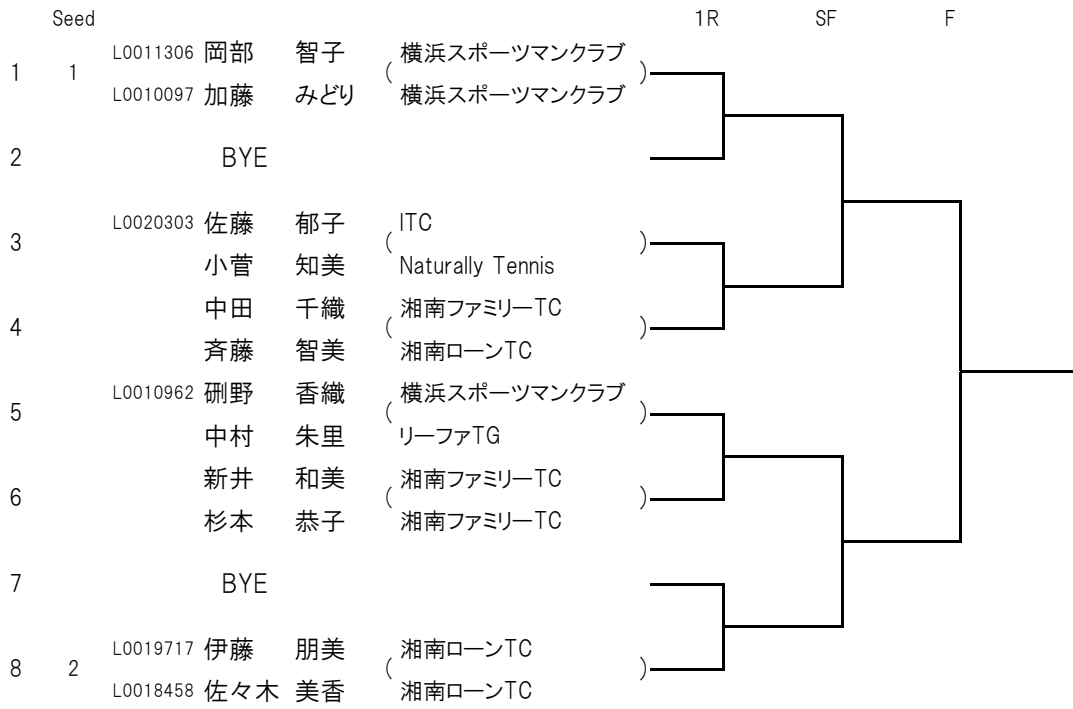 Seed 1R SF F
L0011306 岡部 智子 横浜スポーツマンクラブ
1 1 ( )
L0010097 加藤 みどり 横浜スポーツマンクラブ
2 BYE
L0020303 佐藤 郁子 ITC
3 ( )
小菅 知美 Naturally Tennis
中田 千織 湘南ファミリーTC
4 ( )
斉藤 智美 湘南ローンTC
L0010962 硎野 香織 横浜スポーツマンクラブ
5 ( )
中村 朱里 リーファTG
新井 和美 湘南ファミリーTC
6 ( )
杉本 恭子 湘南ファミリーTC
7 BYE
L0019717 伊藤 朋美 湘南ローンTC
8 2 ( )
L0018458 佐々木 美香 湘南ローンTC